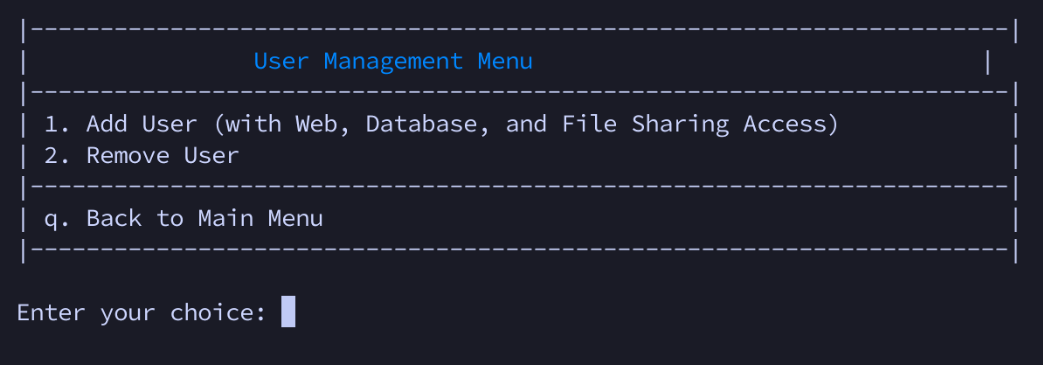 |----------------------------------------------------------------------|
|                User Management Menu                                |
|----------------------------------------------------------------------|
| 1. Add User (with Web, Database, and File Sharing Access)            |
| 2. Remove User                                                       |
|----------------------------------------------------------------------|
| q. Back to Main Menu                                                 |
|----------------------------------------------------------------------|
Enter your choice: